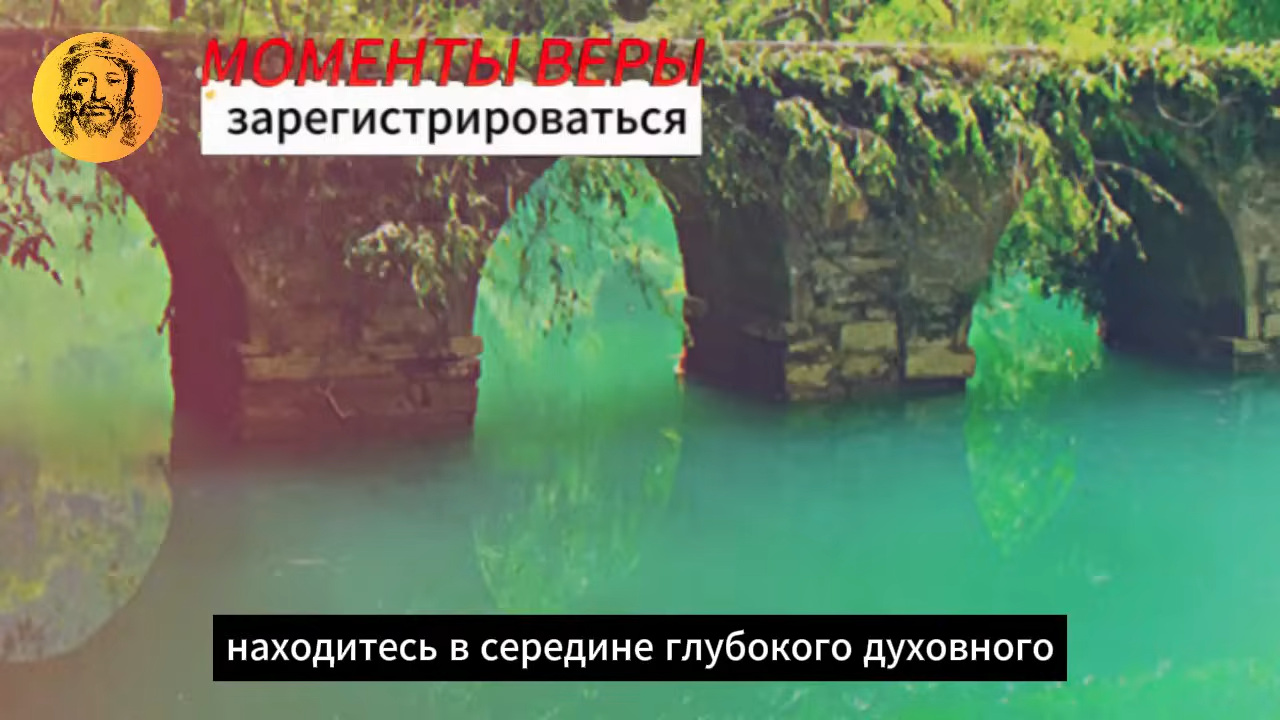 МОМЕНТЫ ВЕРЫ
зарегистрироваться
находитесь в середине глубокого духовного